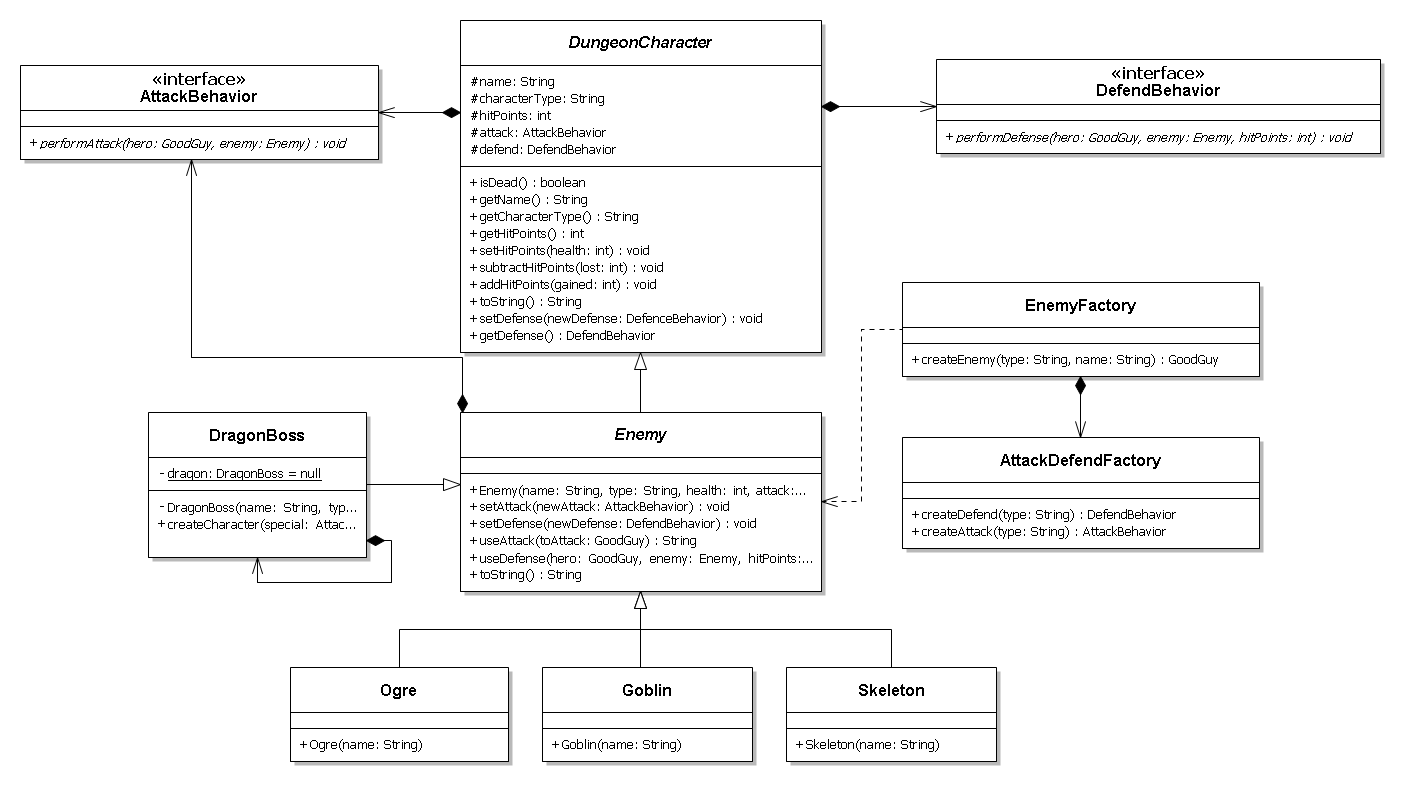 «interface»
AttackBehavior
+ performAttack(hero: GoodGuy, enemy: Enemy) : void
DungeonCharacter
#name: String
#characterType: String
#hitPoints: int
#attack: AttackBehavior
#defend: DefendBehavior
+isDead() : boolean
+getName() : String
+getCharacterType() : String
+getHitPoints() : int
+setHitPoints(health: int) : void
+subtractHitPoints(lost: int) : void
+addHitPoints(gained: int) : void
+toString() : String
+setDefense(newDefense: DefenceBehavior) : void
+getDefense() : DefendBehavior
«interface»
DefendBehavior
+ performDefense(hero: GoodGuy, enemy: Enemy, hitPoints: int) : void
EnemyFactory
+createEnemy(type: String, name: String) : GoodGuy
DragonBoss
- dragon: DragonBoss = null
-DragonBoss(name: String, typ...
+createCharacter(special: Attac...
Enemy
+Enemy(name: String, type: String, health: int, attack:...
+setAttack(newAttack: AttackBehavior) : void
+setDefense(newDefense: DefendBehavior) : void
+useAttack(toAttack: GoodGuy) : String
+useDefense(hero: GoodGuy, enemy: Enemy, hitPoints:...
+toString() : String
AttackDefendFactory
+createDefend(type: String) : DefendBehavior
+createAttack(type: String) : AttackBehavior
Ogre
+Ogre(name: String)
Goblin
+Goblin(name: String)
Skeleton
+Skeleton(name: String)